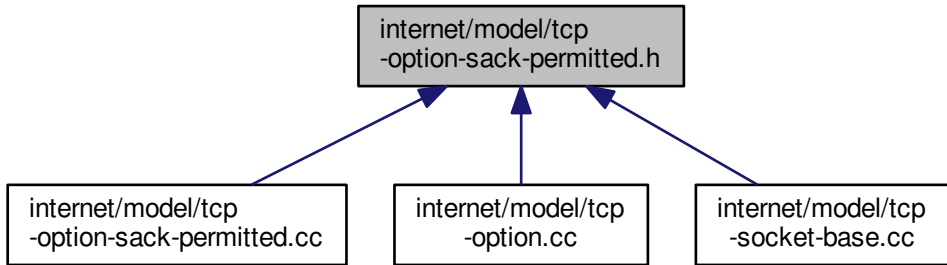 internet/model/tcp
-option-sack-permitted.h
internet/model/tcp
-option-sack-permitted.cc
internet/model/tcp
-option.cc
internet/model/tcp
-socket-base.cc